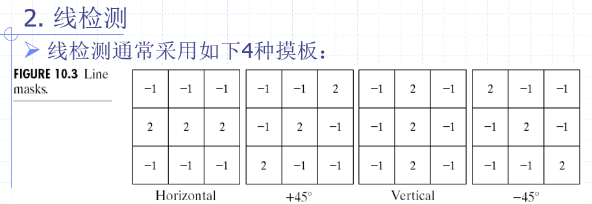 2. 线检测
线检测通常采用如下4种摸板：
FIGURE 10.3 Line
masks.
-1 -1 -1 -1 -1 2 -1 2 -1 2 -1 -1
2 2 2 -1 2 -1 -1 2 -1 -1 2 -1
-1 -1 -1 2 -1 -1 -1 2 -1 -1 -1 2
Horizontal +45° Vertical -45°